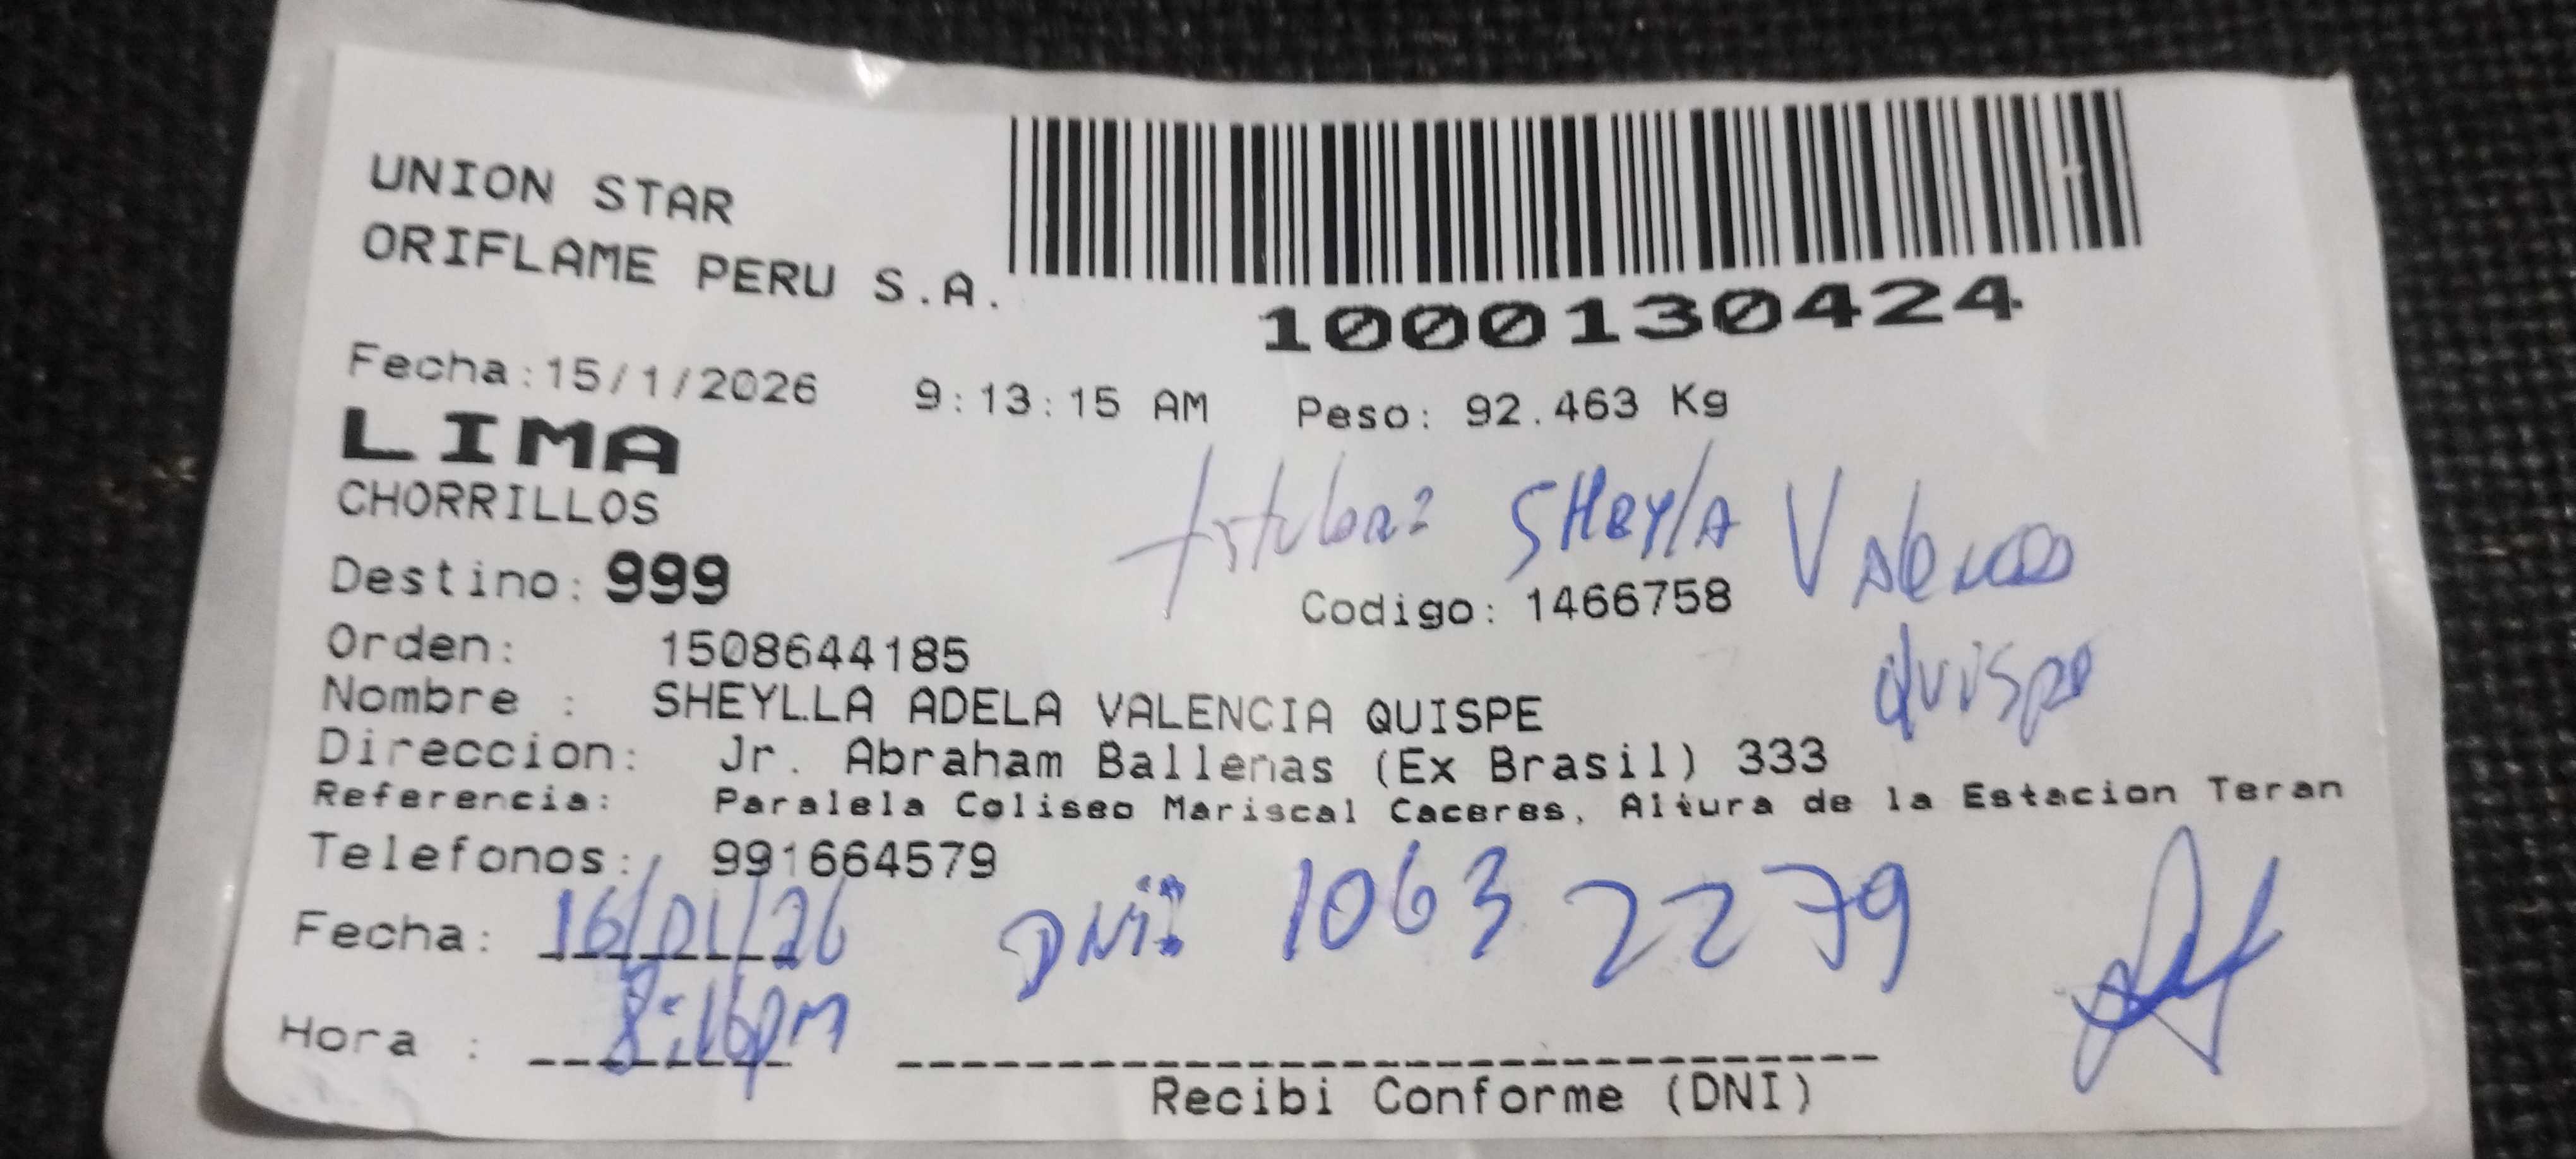 UNION STAR
ORIFLAME PERU S.A.
1000130424
Fecha:15/1/2026 9:13:15 AM Peso: 92.463 Kg
LIMA
CHORRILLOS
SHEYlA Valencia
Destino: 999
Codigo: 1466758
Quispe
Orden: 1508644185
Nombre : SHEYLLA ADELA VALENCIA QUISPE
Direccion: Jr. Abraham Ballenas (Ex Brasil) 333
Referencia: Paralela Coliseo Mariscal Caceres, Altura de la Estacion Teran
Telefonos: 991664579
Fecha: 16/01/26 DNI: 10632279
Hora : 8:16pm
Recibi Conforme (DNI)